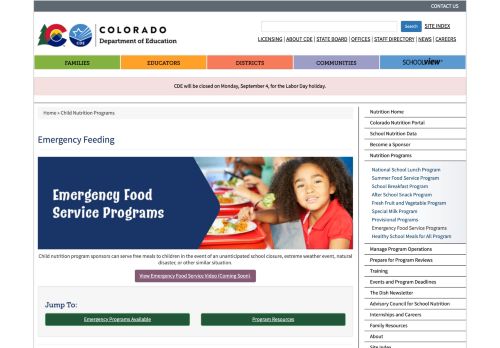 CONTACT US
COLORADO
Department of Education
CDE
Search
SITE INDEX
LICENSING | ABOUT CDE | STATE BOARD | OFFICES | STAFF DIRECTORY | NEWS | CAREERS
FAMILIES
EDUCATORS
DISTRICTS
COMMUNITIES
SCHOOLVIEW
CDE will be closed on Monday, September 4, for the Labor Day holiday.
Home > Child Nutrition Programs
Emergency Feeding
Emergency Food
Service Programs
Child nutrition program sponsors can serve free meals to children in the event of an unanticipated school closure, extreme weather event, natural
disaster, or other similar situation.
View Emergency Food Service Video (Coming Soon)
Jump To:
Emergency Programs Available
Program Resources
Nutrition Home
Colorado Nutrition Portal
School Nutrition Data
Become a Sponsor
Nutrition Programs
National School Lunch Program
Summer Food Service Program
School Breakfast Program
After School Snack Program
Fresh Fruit and Vegetable Program
Special Milk Program
Provisional Programs
Emergency Food Service Programs
Healthy School Meals for All Program
Manage Program Operations
Prepare for Program Reviews
Training
Events and Program Deadlines
The Dish Newsletter
Advisory Council for School Nutrition
Internships and Careers
Family Resources
About
Site Index